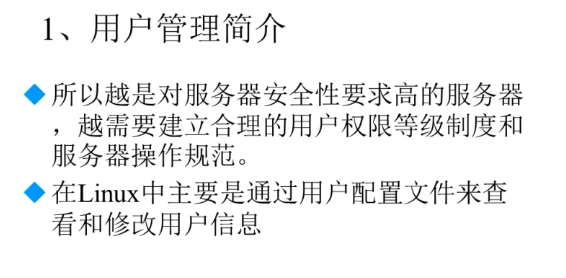 1、用户管理简介
所以越是对服务器安全性要求高的服务器
，越需要建立合理的用户权限等级制度和
服务器操作规范。
在Linux中主要是通过用户配置文件来查
看和修改用户信息